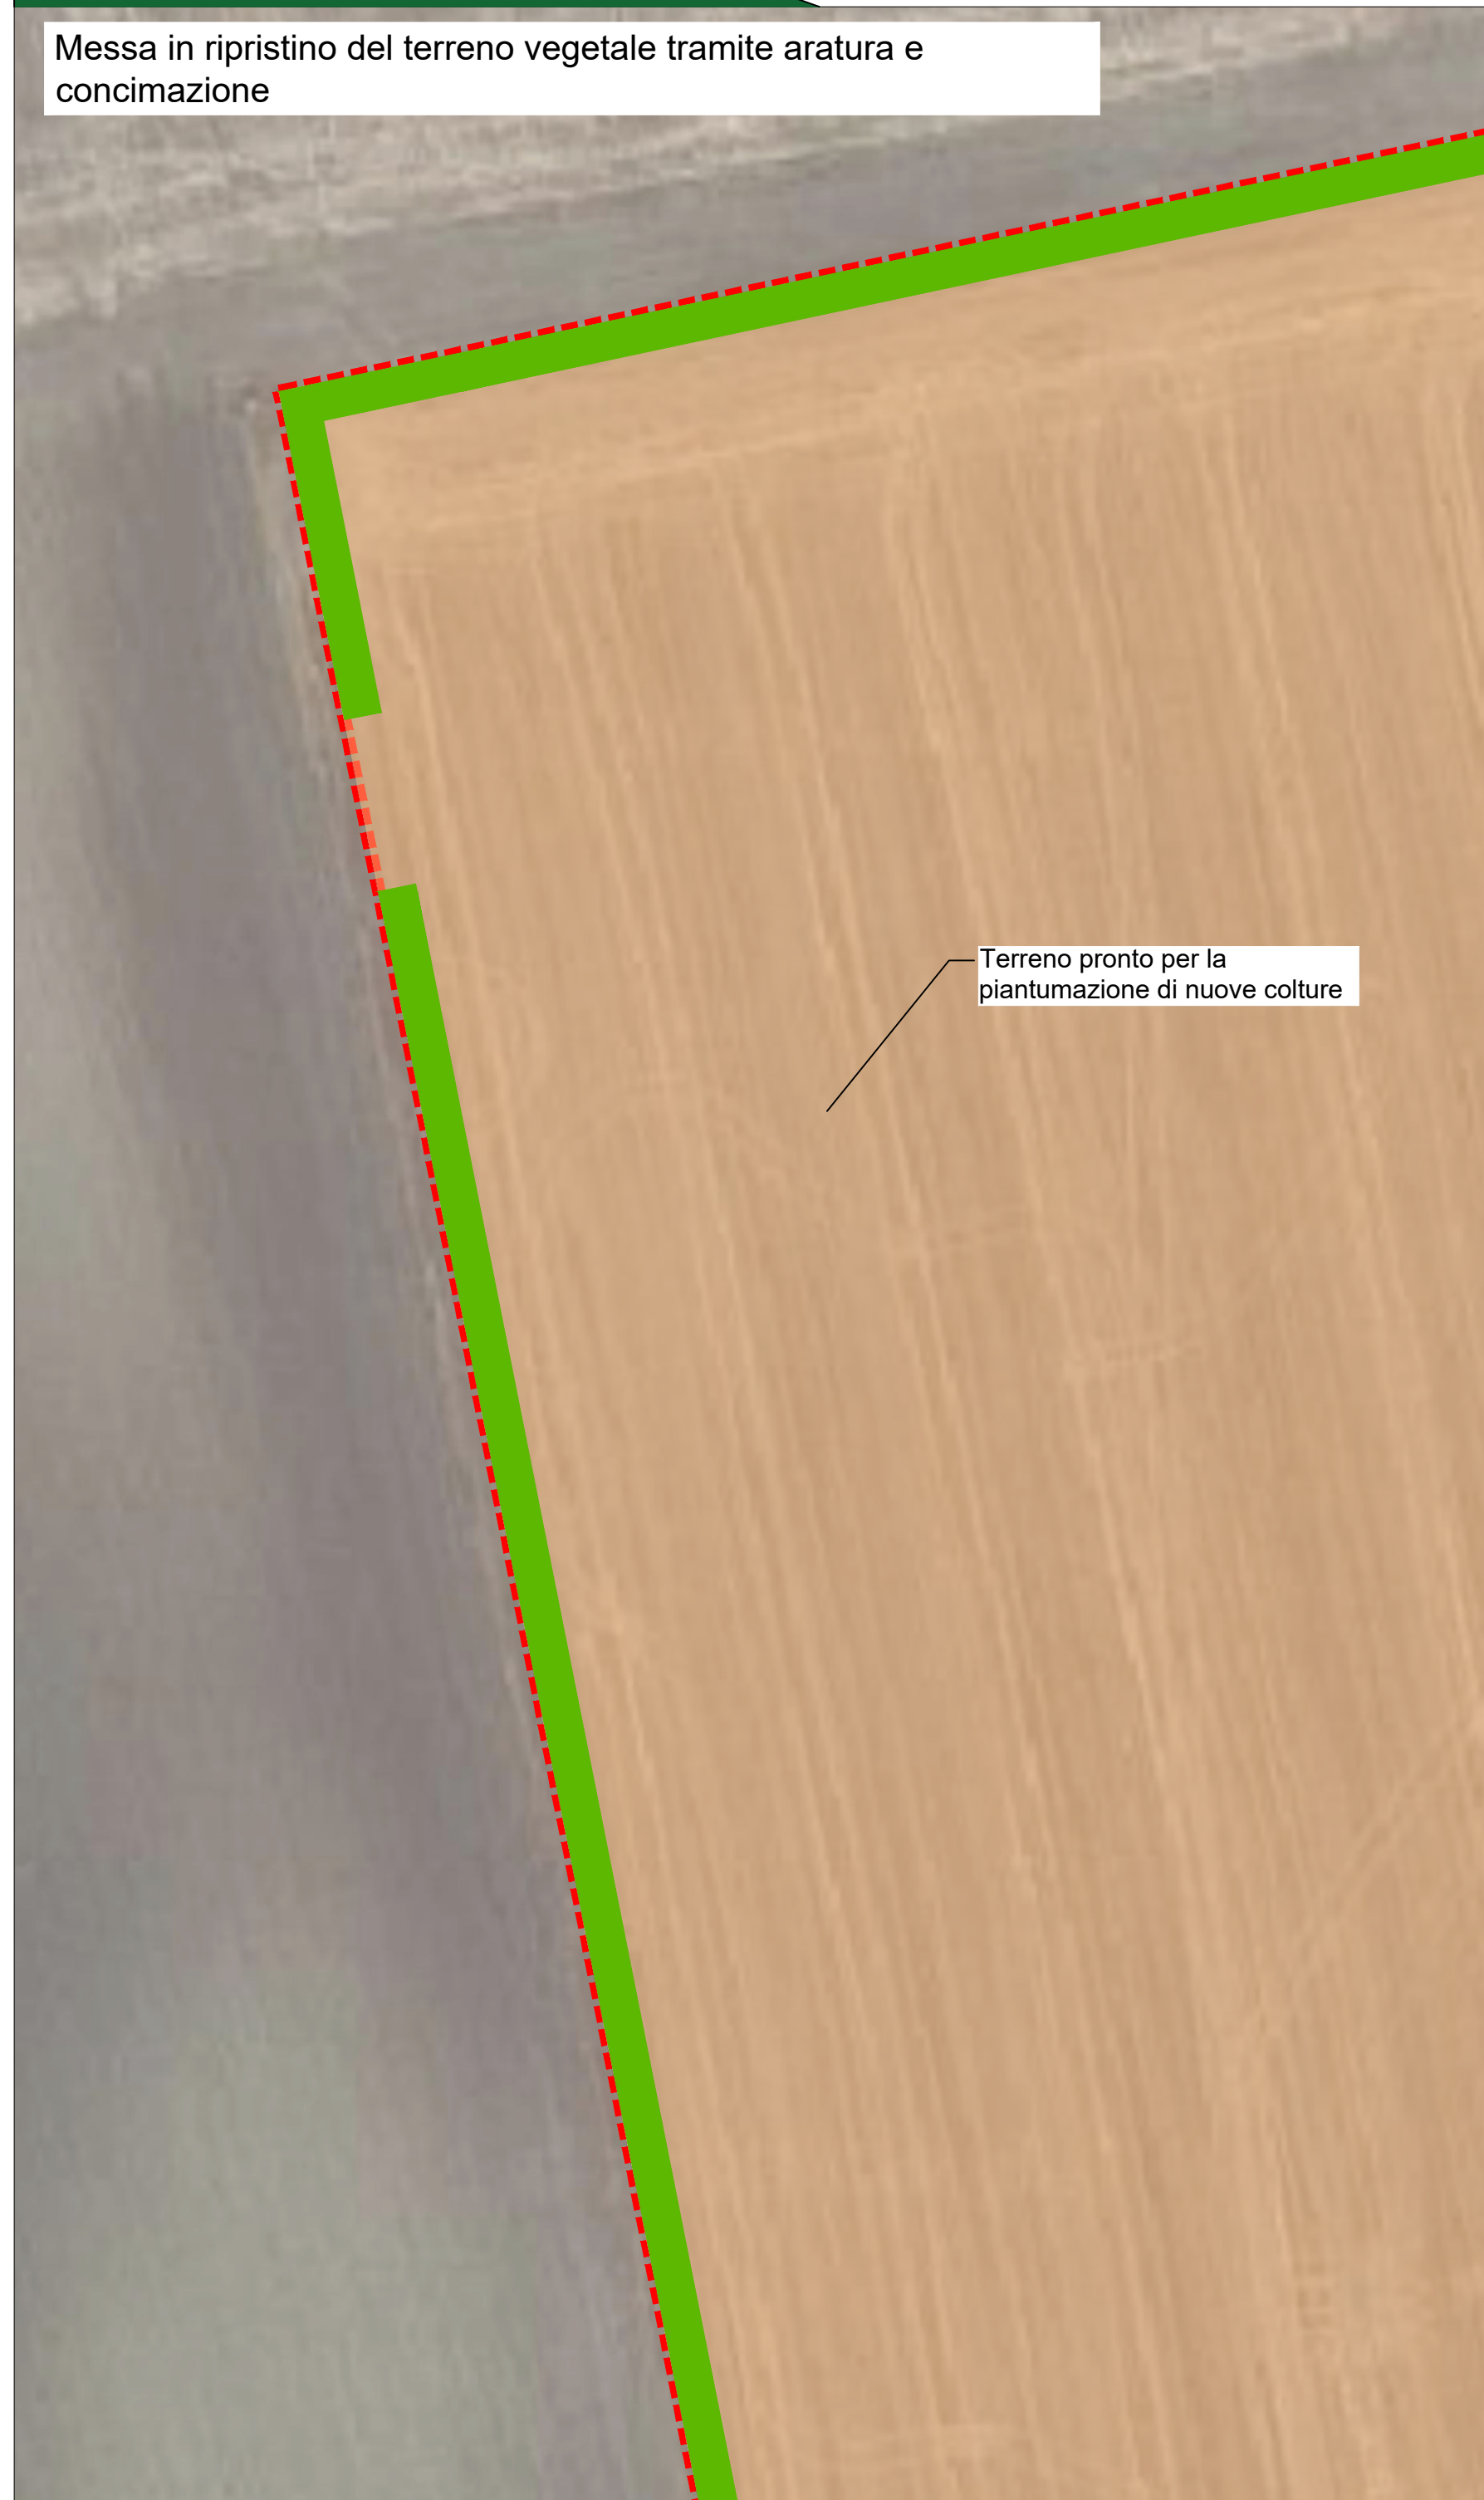 Messa in ripristino del terreno vegetale tramite aratura e
concimazione
Terreno pronto per la
piantumazione di nuove colture